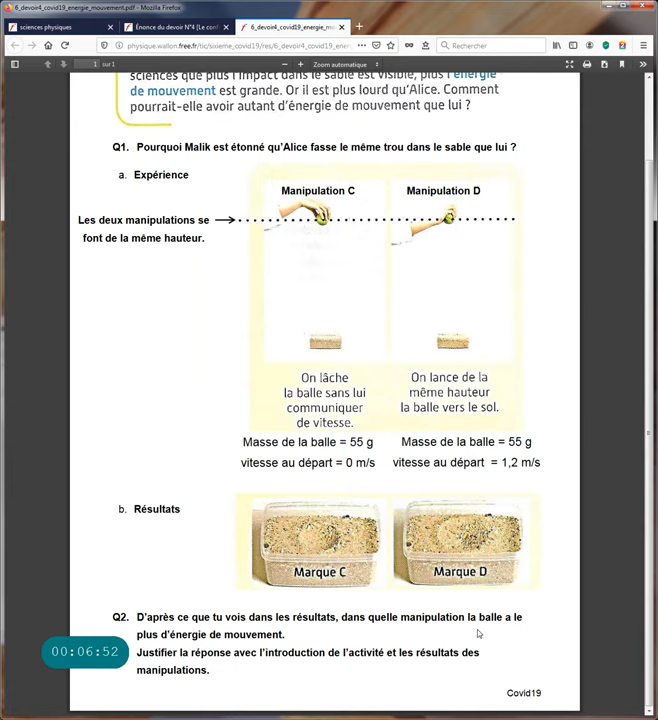 6_devoir4_covid19_energie_mouvement.pdf - Mozilla Firefox
sciences physiques
Énonce du devoir N°4 [Le conf
6_devoir4_covid19_energie_mo
physique.wallon.free.fr/tic/sixieme_covid19/res/6_devoir4_covid19_ener
Rechercher
1 sur 1
Zoom automatique
sciences que plus l'impact dans le sable est visible, plus l'énergie
de mouvement est grande. Or il est plus lourd qu'Alice. Comment
pourrait-elle avoir autant d'énergie de mouvement que lui ?
Q1. Pourquoi Malik est étonné qu'Alice fasse le même trou dans le sable que lui ?
a. Expérience
Manipulation C
Manipulation D
Les deux manipulations se
font de la même hauteur.
On lâche
la balle sans lui
communiquer
de vitesse.
On lance de la
même hauteur
la balle vers le sol.
Masse de la balle = 55 g
Masse de la balle = 55 g
vitesse au départ = 0 m/s
vitesse au départ = 1,2 m/s
b. Résultats
Marque C
Marque D
Q2. D'après ce que tu vois dans les résultats, dans quelle manipulation la balle a le
plus d'énergie de mouvement.
00:06:52
Justifier la réponse avec l'introduction de l'activité et les résultats des
manipulations.
Covid19